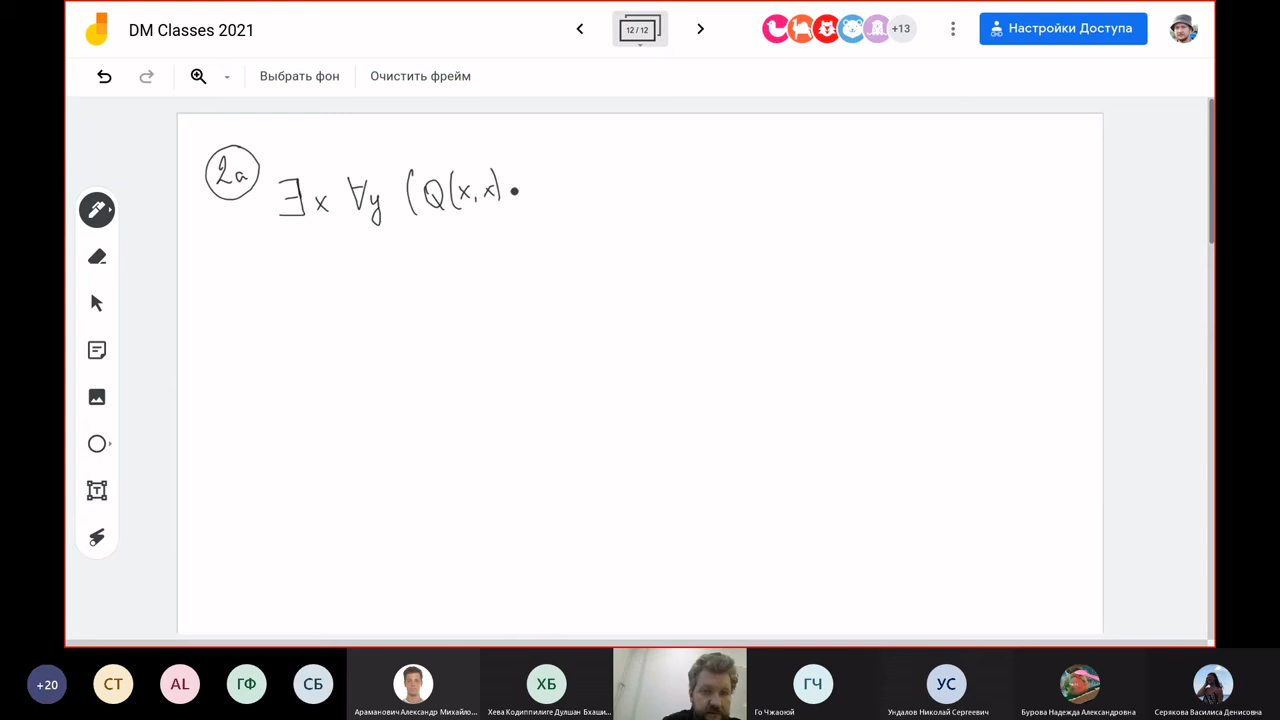 DM Classes 2021
12 / 12
+13
Настройки Доступа
Выбрать фон
Очистить фрейм
2a ∃x ∀y (Q(x,x)
T
+20
СТ
AL
ГФ
СБ
ХБ
ГЧ
УС
Араманович Александр Михайло...
Хева Кодиппилиге Дулшан Бхаши...
Го Чжаоюй
Ундалов Николай Сергеевич
Бурова Надежда Александровна
Серякова Василиса Денисовна